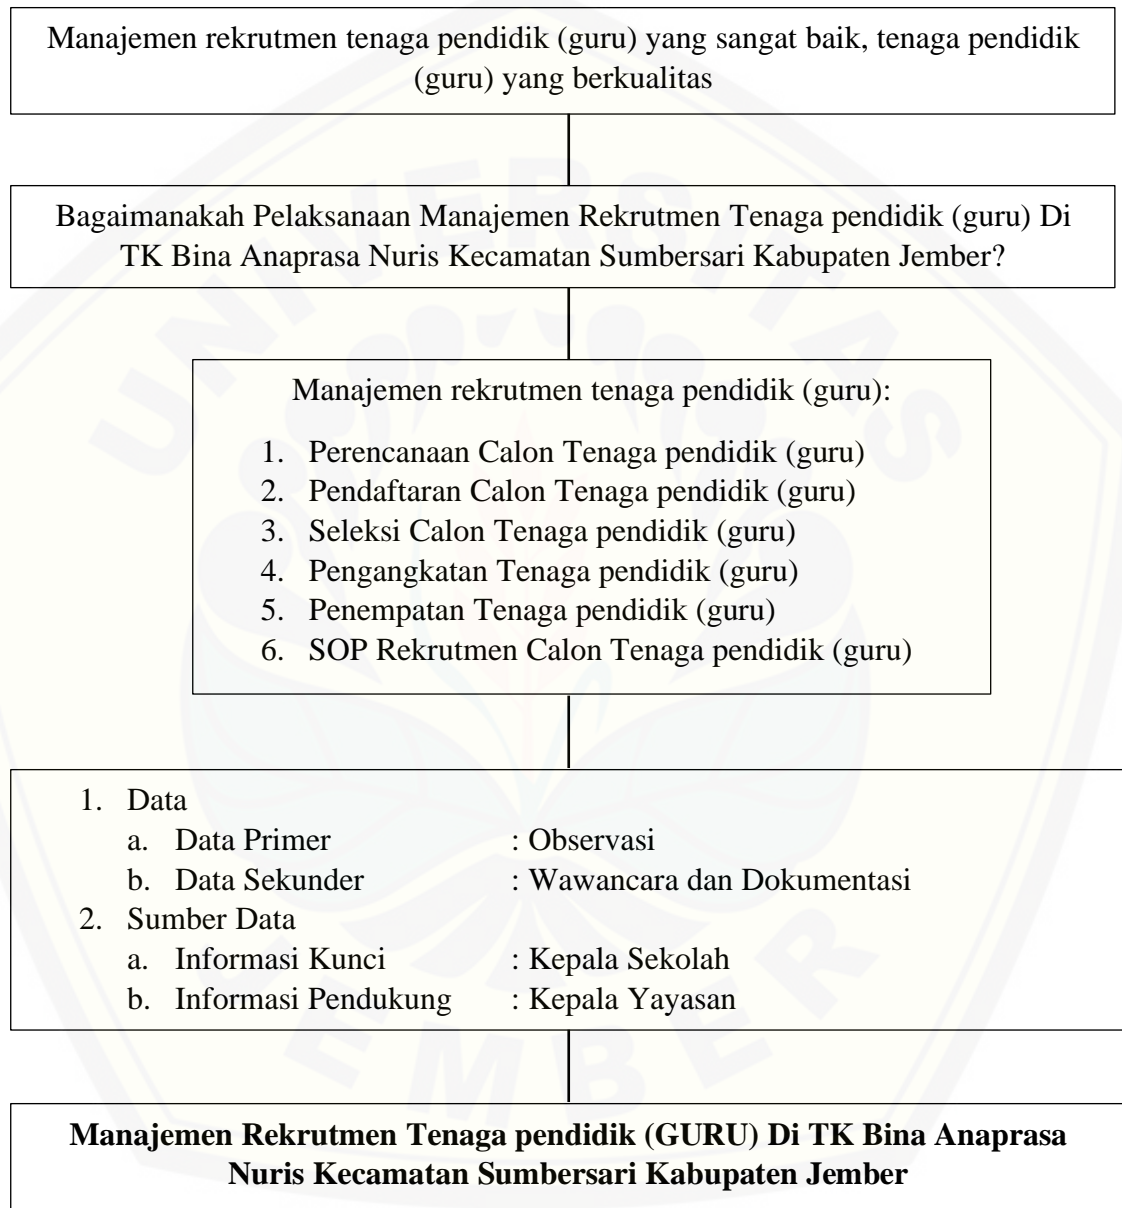 Manajemen rekrutmen tenaga pendidik (guru) yang sangat baik, tenaga pendidik
(guru) yang berkualitas
Bagaimanakah Pelaksanaan Manajemen Rekrutmen Tenaga pendidik (guru) Di
TK Bina Anaprasa Nuris Kecamatan Sumbersari Kabupaten Jember?
Manajemen rekrutmen tenaga pendidik (guru):
1. Perencanaan Calon Tenaga pendidik (guru)
2. Pendaftaran Calon Tenaga pendidik (guru)
3. Seleksi Calon Tenaga pendidik (guru)
4. Pengangkatan Tenaga pendidik (guru)
5. Penempatan Tenaga pendidik (guru)
6. SOP Rekrutmen Calon Tenaga pendidik (guru)
1. Data
a. Data Primer : Observasi
b. Data Sekunder : Wawancara dan Dokumentasi
2. Sumber Data
a. Informasi Kunci : Kepala Sekolah
b. Informasi Pendukung : Kepala Yayasan
Manajemen Rekrutmen Tenaga pendidik (GURU) Di TK Bina Anaprasa
Nuris Kecamatan Sumbersari Kabupaten Jember
UNIVERSITAS
JEMBER